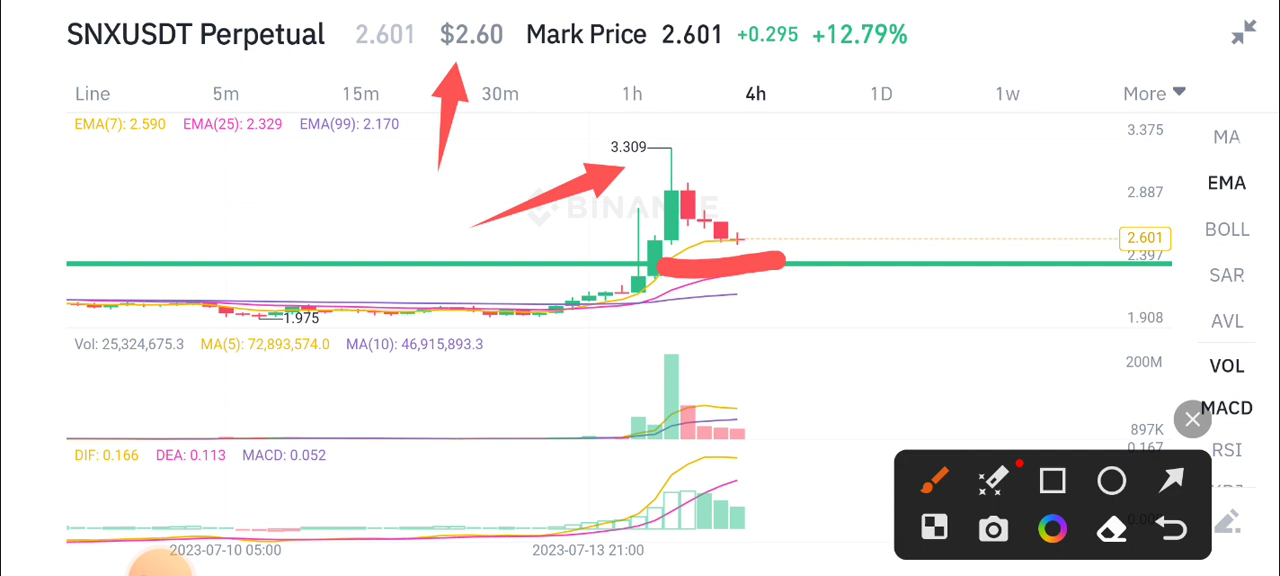 SNXUSDT Perpetual 2.601 $2.60 Mark Price 2.601 +0.295 +12.79%
Line 5m 15m 30m 1h 4h 1D 1w More
EMA(7): 2.590 EMA(25): 2.329 EMA(99): 2.170
3.375
MA
3.309
2.887
EMA
BINANCE
BOLL
2.601
2.397
SAR
1.975
1.908
AVL
Vol: 25,324,675.3 MA(5): 72,893,574.0 MA(10): 46,915,893.3
200M
VOL
MACD
897K
0.167
RSI
DIF: 0.166 DEA: 0.113 MACD: 0.052
2023-07-10 05:00 2023-07-13 21:00